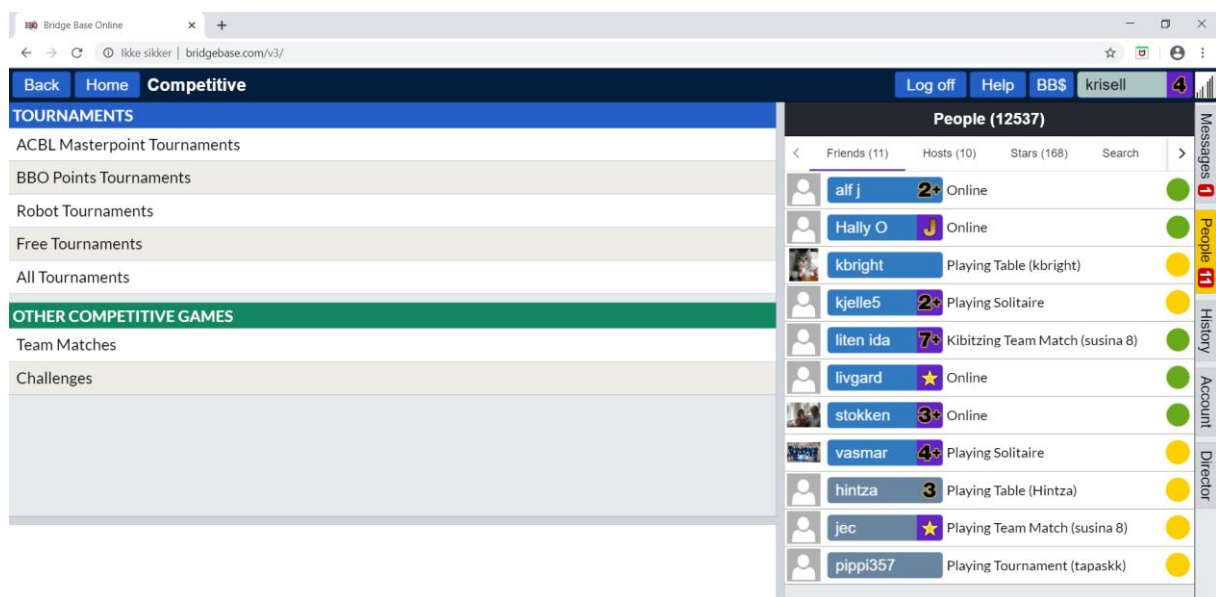 BBO Bridge Base Online
Ikke sikker | bridgebase.com/v3/
Back Home Competitive Log off Help BB$ krisell 4
TOURNAMENTS
ACBL Masterpoint Tournaments
BBO Points Tournaments
Robot Tournaments
Free Tournaments
All Tournaments
OTHER COMPETITIVE GAMES
Team Matches
Challenges
People (12537)
Friends (11) Hosts (10) Stars (168) Search
alf j 2+ Online
Hally O J Online
kbright Playing Table (kbright)
kjelle5 2+ Playing Solitaire
liten ida 7+ Kibitzing Team Match (susina 8)
livgard Online
stokken 3+ Online
vasmar 4+ Playing Solitaire
hintza 3 Playing Table (Hintza)
jec Playing Team Match (susina 8)
pippi357 Playing Tournament (tapaskk)
Messages 1
People 11
History
Account
Director